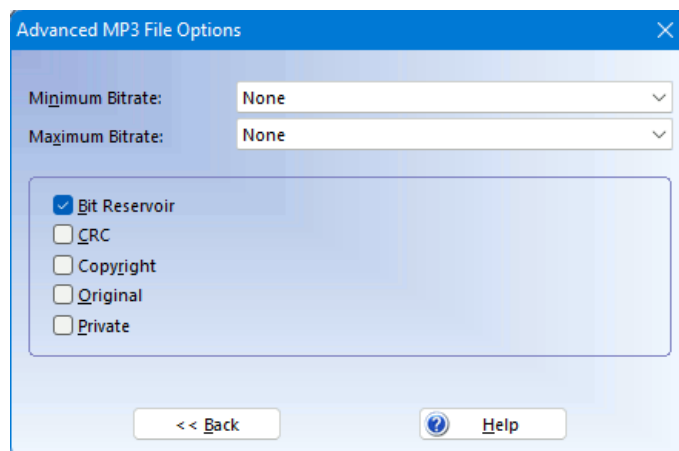 Advanced MP3 File Options
Minimum Bitrate: None
Maximum Bitrate: None
Bit Reservoir
CRC
Copyright
Original
Private
<< Back Help